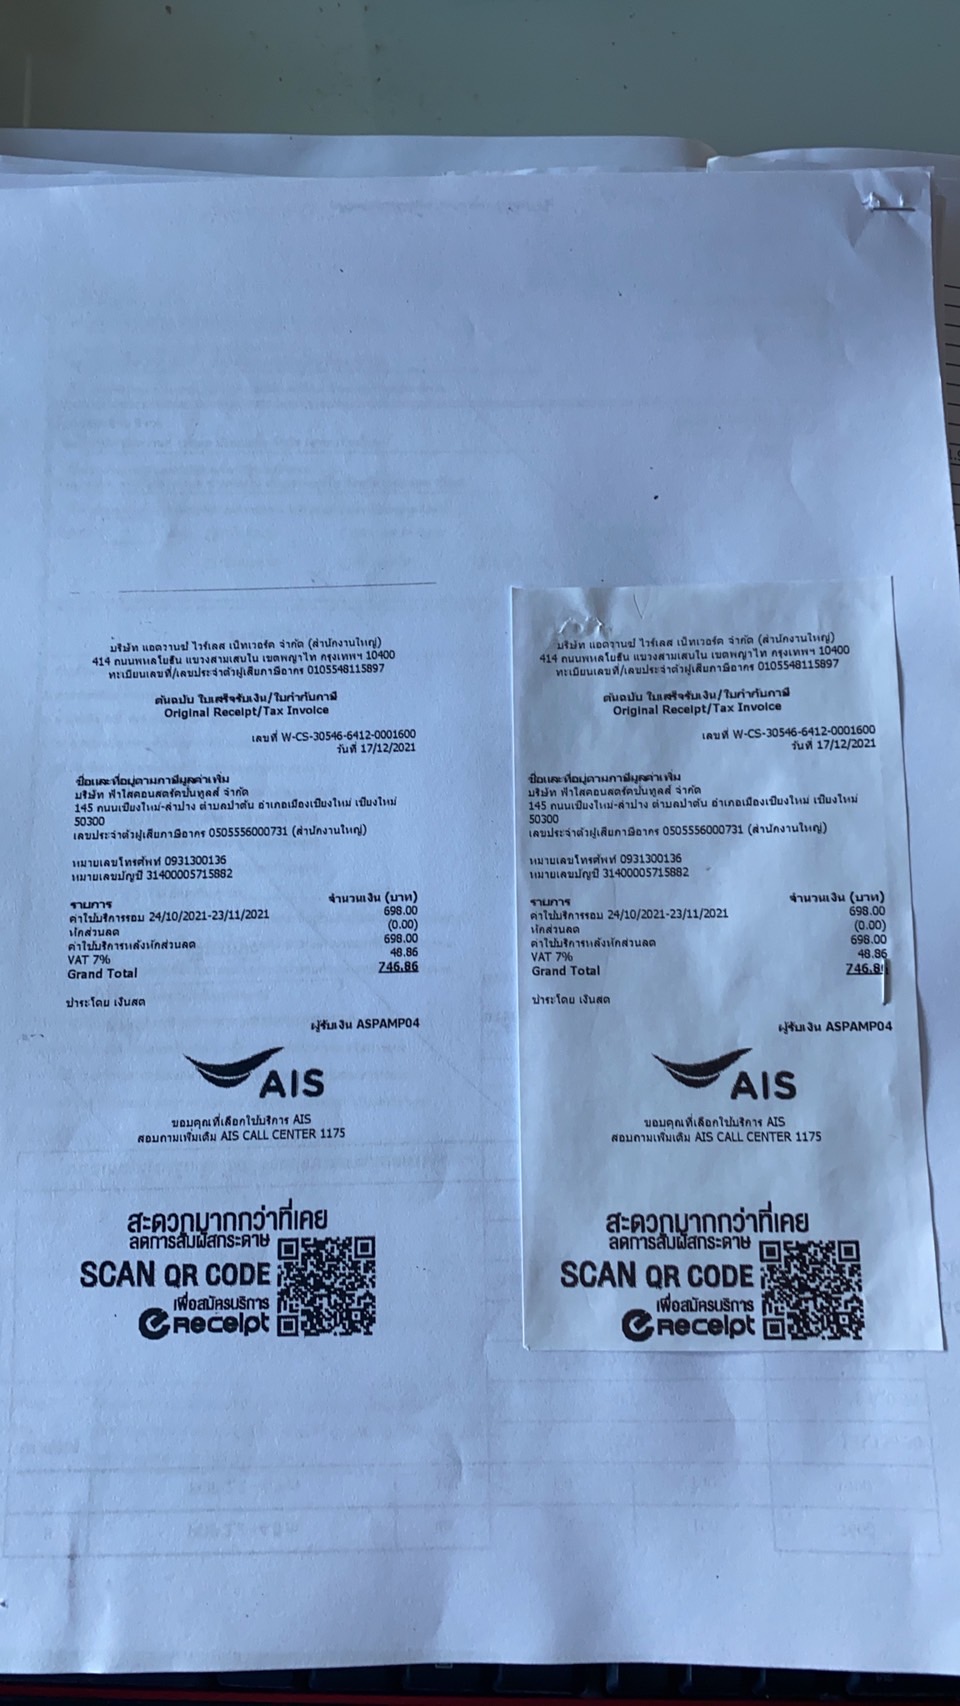 บริษัท แอดวานซ์ ไวร์เลส เน็ทเวอร์ค จำกัด (สำนักงานใหญ่)
414 ถนนพหลโยธิน แขวงสามเสนใน เขตพญาไท กรุงเทพฯ 10400
ทะเบียนเลขที่/เลขประจำตัวผู้เสียภาษีอากร 0105548115897
ต้นฉบับ ใบเสร็จรับเงิน/ใบกำกับภาษี
Original Receipt/Tax Invoice
เลขที่ W-CS-30546-6412-0001600
วันที่ 17/12/2021
ชื่อและที่อยู่ตามภาษีมูลค่าเพิ่ม
บริษัท ฟ้าใสคอนสตรัคปั้นทูลส์ จำกัด
145 ถนนเชียงใหม่-ลำปาง ตำบลป่าตัน อำเภอเมืองเชียงใหม่ เชียงใหม่
50300
เลขประจำตัวผู้เสียภาษีอากร 0505556000731 (สำนักงานใหญ่)
หมายเลขโทรศัพท์ 0931300136
หมายเลขบัญชี 31400005715882
รายการ จำนวนเงิน (บาท)
ค่าใช้บริการรอบ 24/10/2021-23/11/2021 698.00
หักส่วนลด (0.00)
ค่าใช้บริการหลังหักส่วนลด 698.00
VAT 7% 48.86
Grand Total 746.86
ชำระโดย เงินสด
ผู้รับเงิน ASPAMP04
AIS
ขอบคุณที่เลือกใช้บริการ AIS
สอบถามเพิ่มเติม AIS CALL CENTER 1175
สะดวกมากกว่าที่เคย
ลดการสัมผัสกระดาษ
SCAN QR CODE
เพื่อสมัครบริการ
eReceipt
บริษัท แอดวานซ์ ไวร์เลส เน็ทเวอร์ค จำกัด (สำนักงานใหญ่)
414 ถนนพหลโยธิน แขวงสามเสนใน เขตพญาไท กรุงเทพฯ 10400
ทะเบียนเลขที่/เลขประจำตัวผู้เสียภาษีอากร 0105548115897
ต้นฉบับ ใบเสร็จรับเงิน/ใบกำกับภาษี
Original Receipt/Tax Invoice
เลขที่ W-CS-30546-6412-0001600
วันที่ 17/12/2021
ชื่อและที่อยู่ตามภาษีมูลค่าเพิ่ม
บริษัท ฟ้าใสคอนสตรัคปั้นทูลส์ จำกัด
145 ถนนเชียงใหม่-ลำปาง ตำบลป่าตัน อำเภอเมืองเชียงใหม่ เชียงใหม่
50300
เลขประจำตัวผู้เสียภาษีอากร 0505556000731 (สำนักงานใหญ่)
หมายเลขโทรศัพท์ 0931300136
หมายเลขบัญชี 31400005715882
รายการ จำนวนเงิน (บาท)
ค่าใช้บริการรอบ 24/10/2021-23/11/2021 698.00
หักส่วนลด (0.00)
ค่าใช้บริการหลังหักส่วนลด 698.00
VAT 7% 48.86
Grand Total
ชำระโดย เงินสด
ผู้รับเงิน ASPAMP04
AIS
ขอบคุณที่เลือกใช้บริการ AIS
สอบถามเพิ่มเติม AIS CALL CENTER 1175
สะดวกมากกว่าที่เคย
ลดการสัมผัสกระดาษ
SCAN QR CODE
เพื่อสมัครบริการ
eReceipt